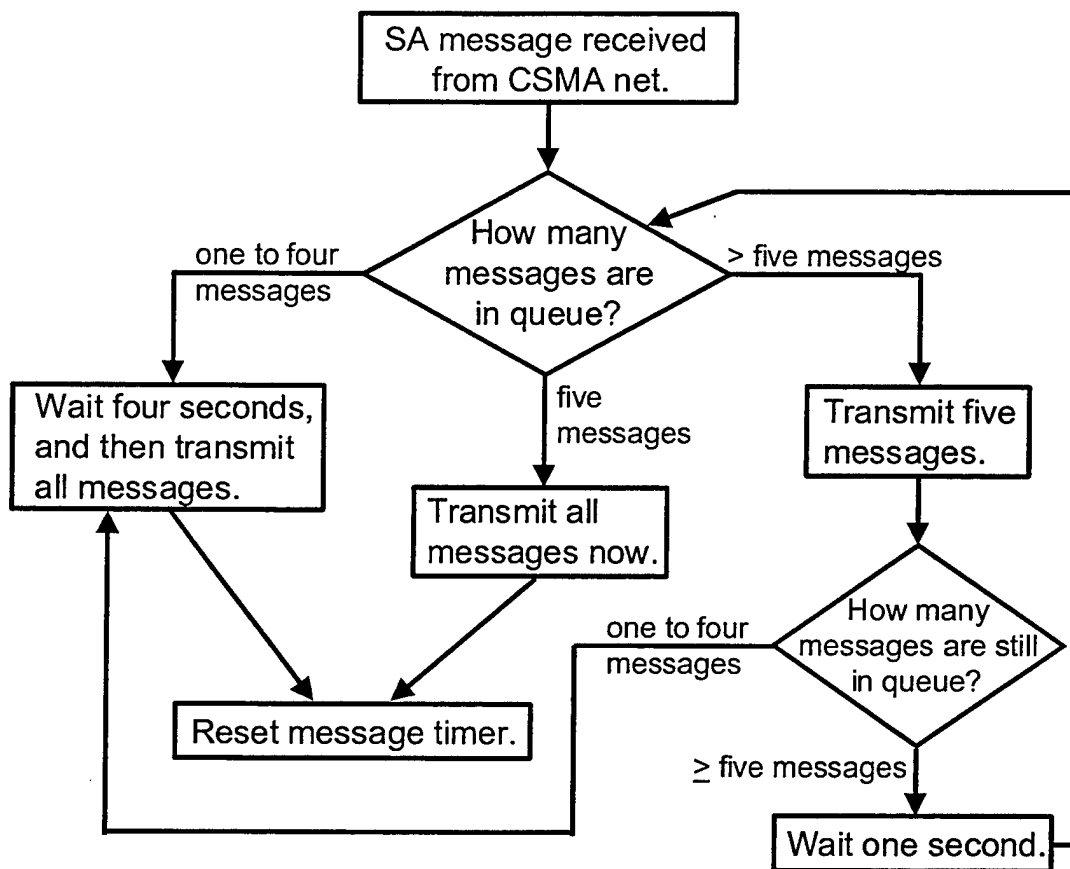 SA message received
from CSMA net.
How many
messages are
in queue?
one to four
messages
> five messages
Wait four seconds,
and then transmit
all messages.
five
messages
Transmit five
messages.
Transmit all
messages now.
How many
messages are still
in queue?
one to four
messages
Reset message timer.
≥ five messages
Wait one second.